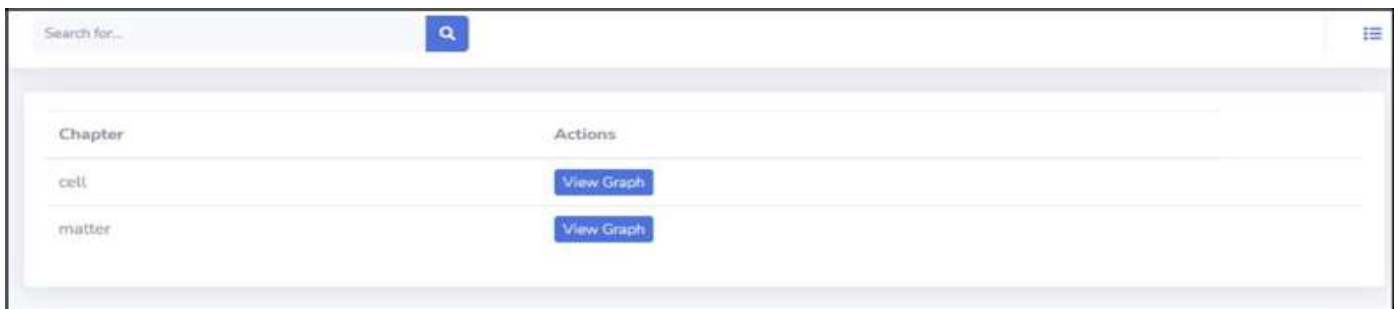 Search for...
Chapter Actions
cell View Graph
matter View Graph